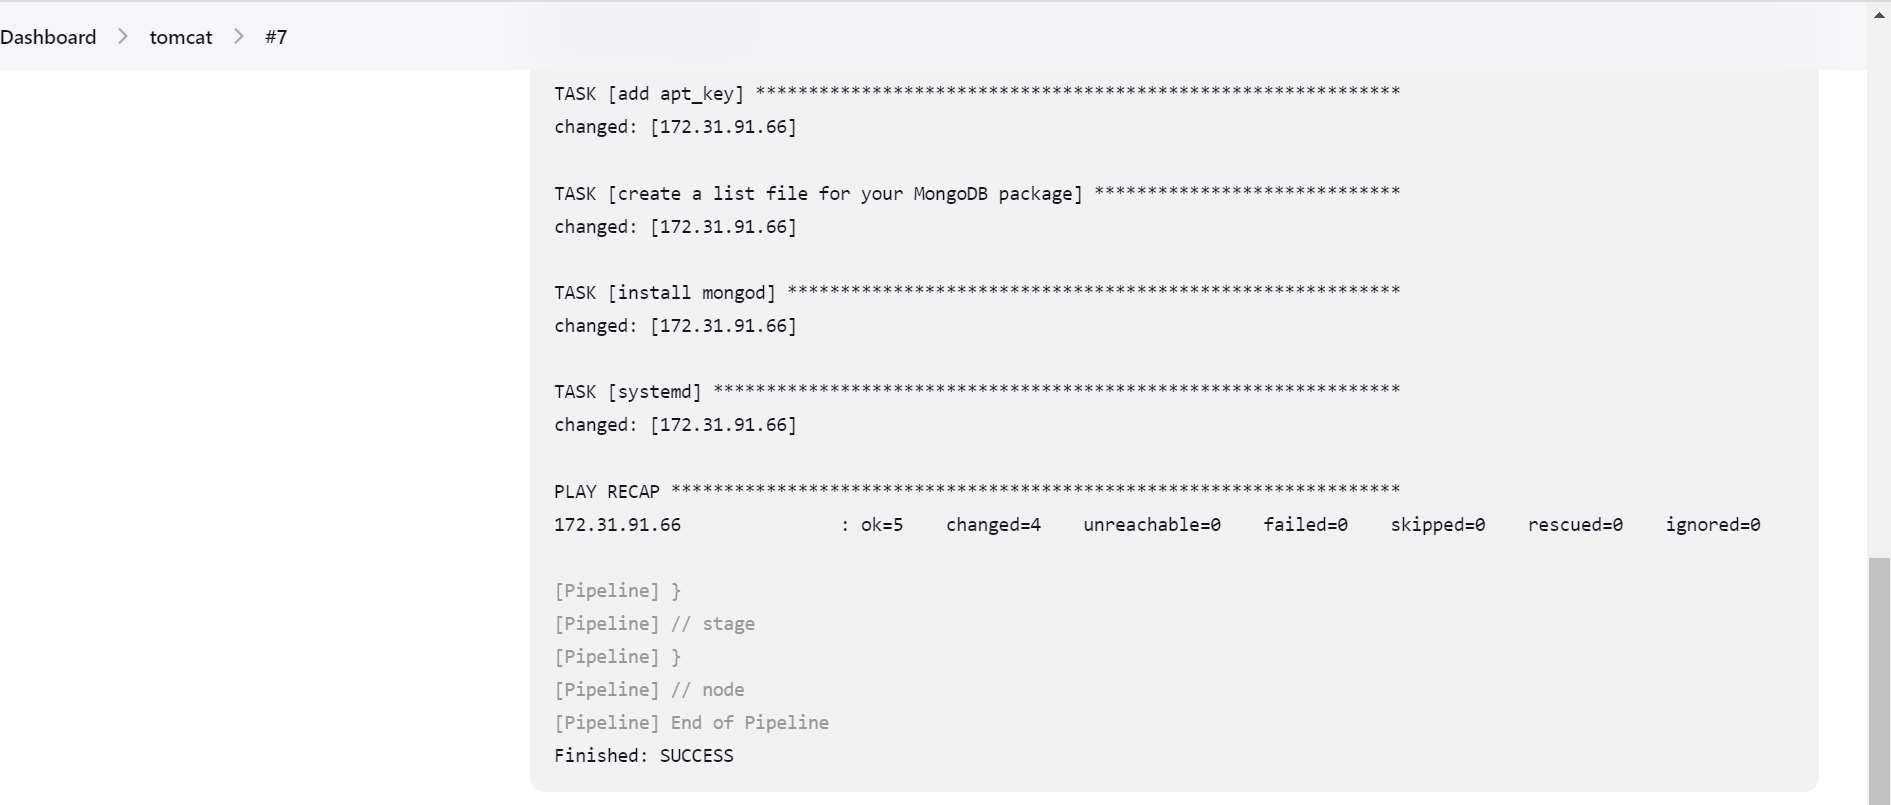 Dashboard > tomcat > #7
TASK [add apt_key] *************************************************************
changed: [172.31.91.66]
TASK [create a list file for your MongoDB package] *****************************
changed: [172.31.91.66]
TASK [install mongod] **********************************************************
changed: [172.31.91.66]
TASK [systemd] *****************************************************************
changed: [172.31.91.66]
PLAY RECAP *********************************************************************
172.31.91.66               : ok=5    changed=4    unreachable=0    failed=0    skipped=0    rescued=0    ignored=0
[Pipeline] }
[Pipeline] // stage
[Pipeline] }
[Pipeline] // node
[Pipeline] End of Pipeline
Finished: SUCCESS